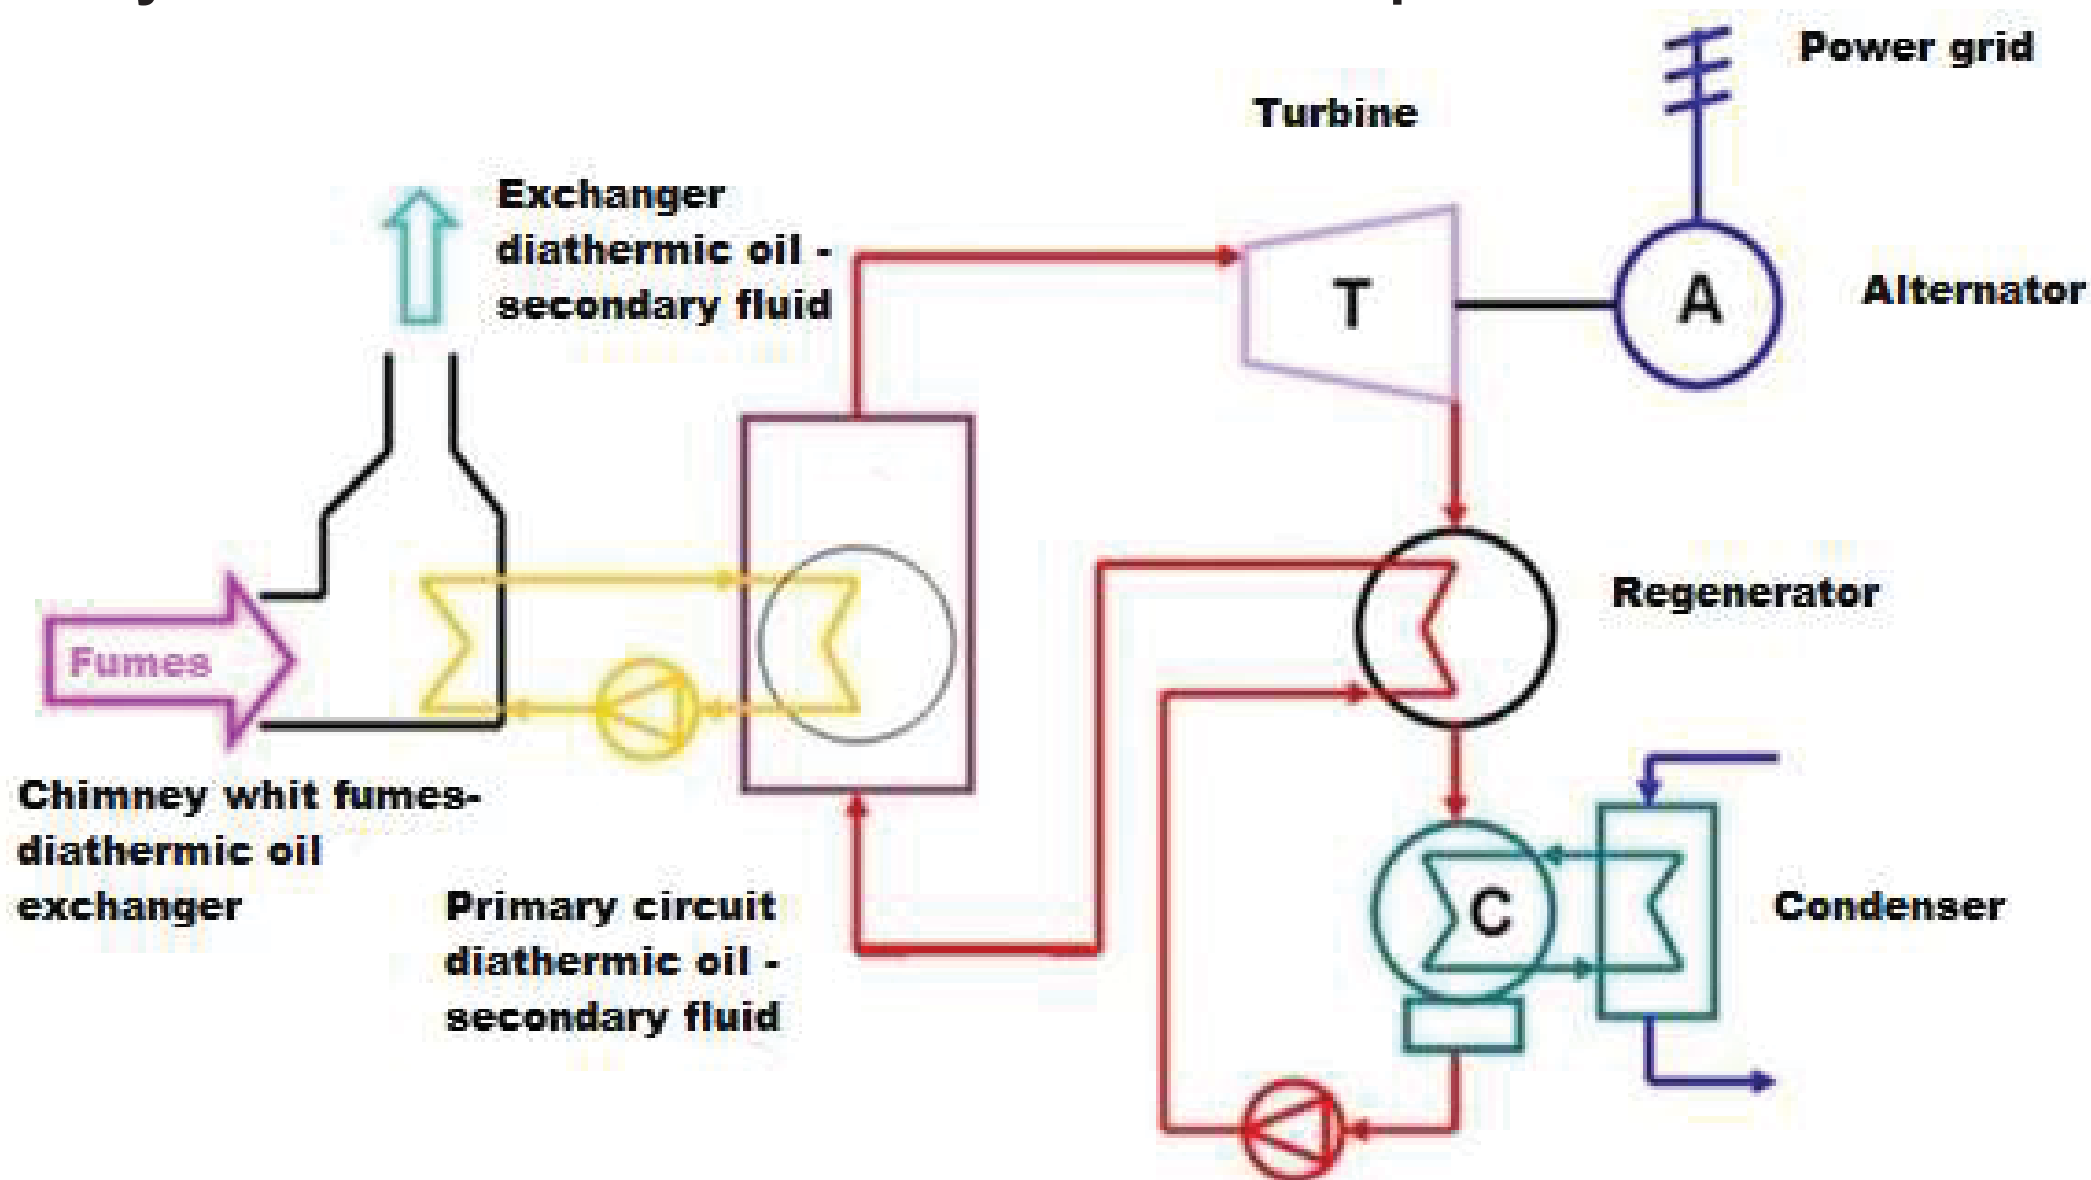 Power grid
Turbine
Exchanger
diathermic oil -
secondary fluid
T
A
Alternator
Regenerator
Fumes
Chimney whit fumes-
diathermic oil
exchanger
Primary circuit
diathermic oil -
secondary fluid
C
Condenser